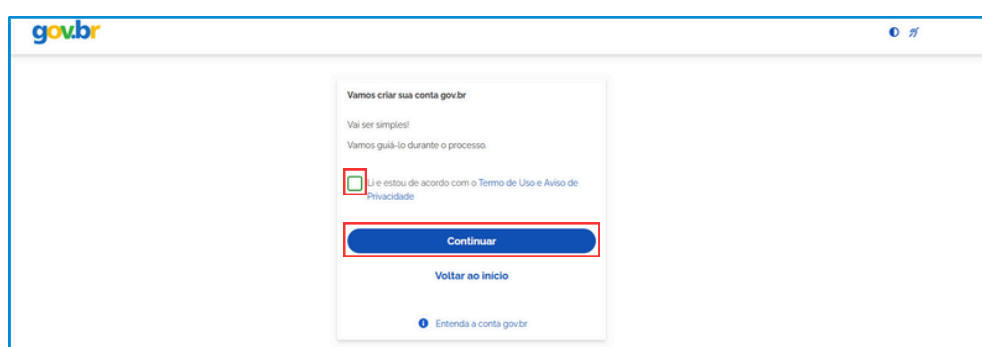 gov.br
Vamos criar sua conta gov.br
Vai ser simples!
Vamos guiá-lo durante o processo.
Li e estou de acordo com o Termo de Uso e Aviso de
Privacidade
Continuar
Voltar ao início
Entenda a conta gov.br